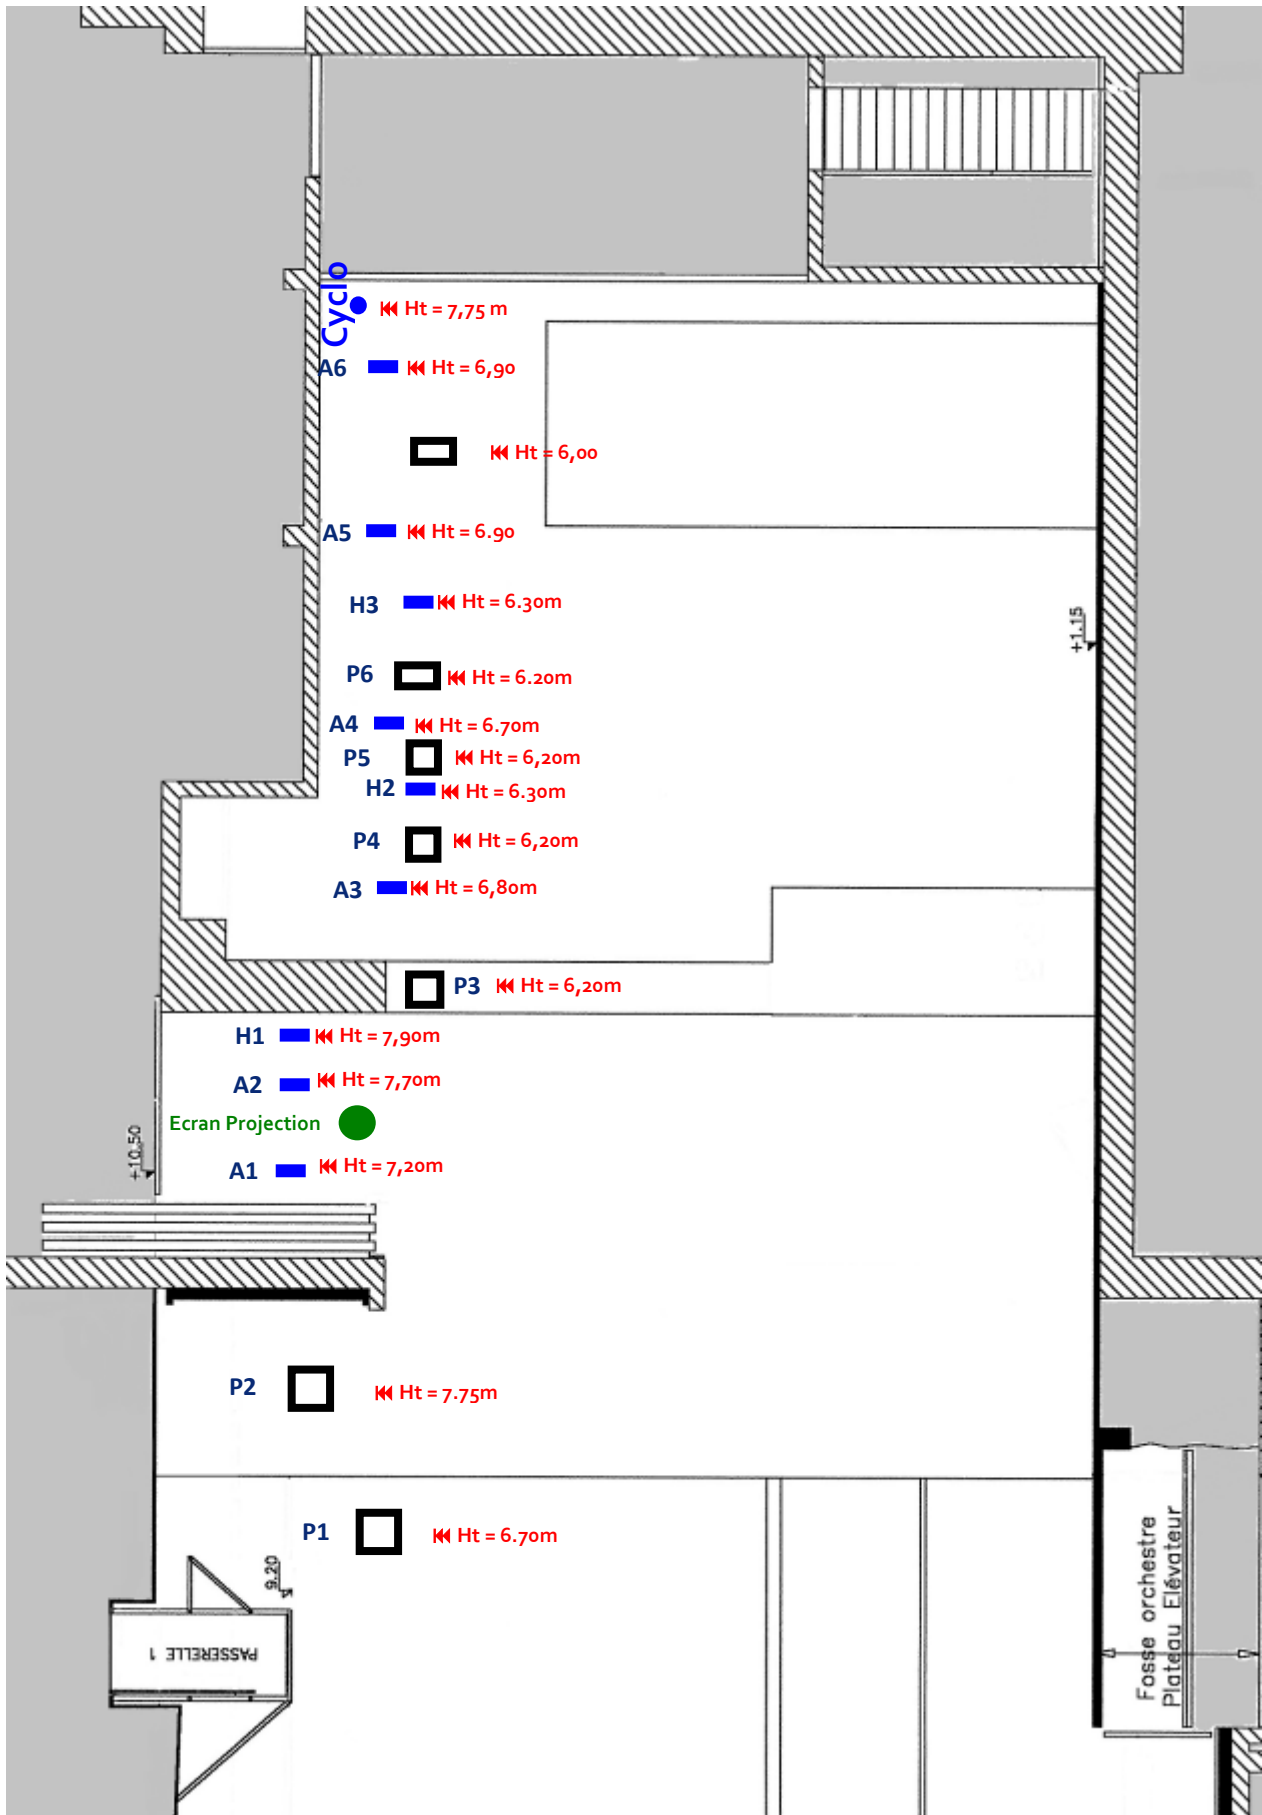 Cyclo
Ht = 7,75 m
A6
Ht = 6,90
Ht = 6,00
A5
Ht = 6.90
H3
Ht = 6.30m
+1.15
P6
Ht = 6.20m
A4
Ht = 6.70m
P5
Ht = 6,20m
H2
Ht = 6.30m
P4
Ht = 6,20m
A3
Ht = 6,80m
P3
Ht = 6,20m
H1
Ht = 7,90m
A2
Ht = 7,70m
Ecran Projection
+10.50
A1
Ht = 7,20m
P2
Ht = 7.75m
P1
Ht = 6.70m
9.20
PASSERELLE 1
Fosse orchestre
Plateau Elévateur